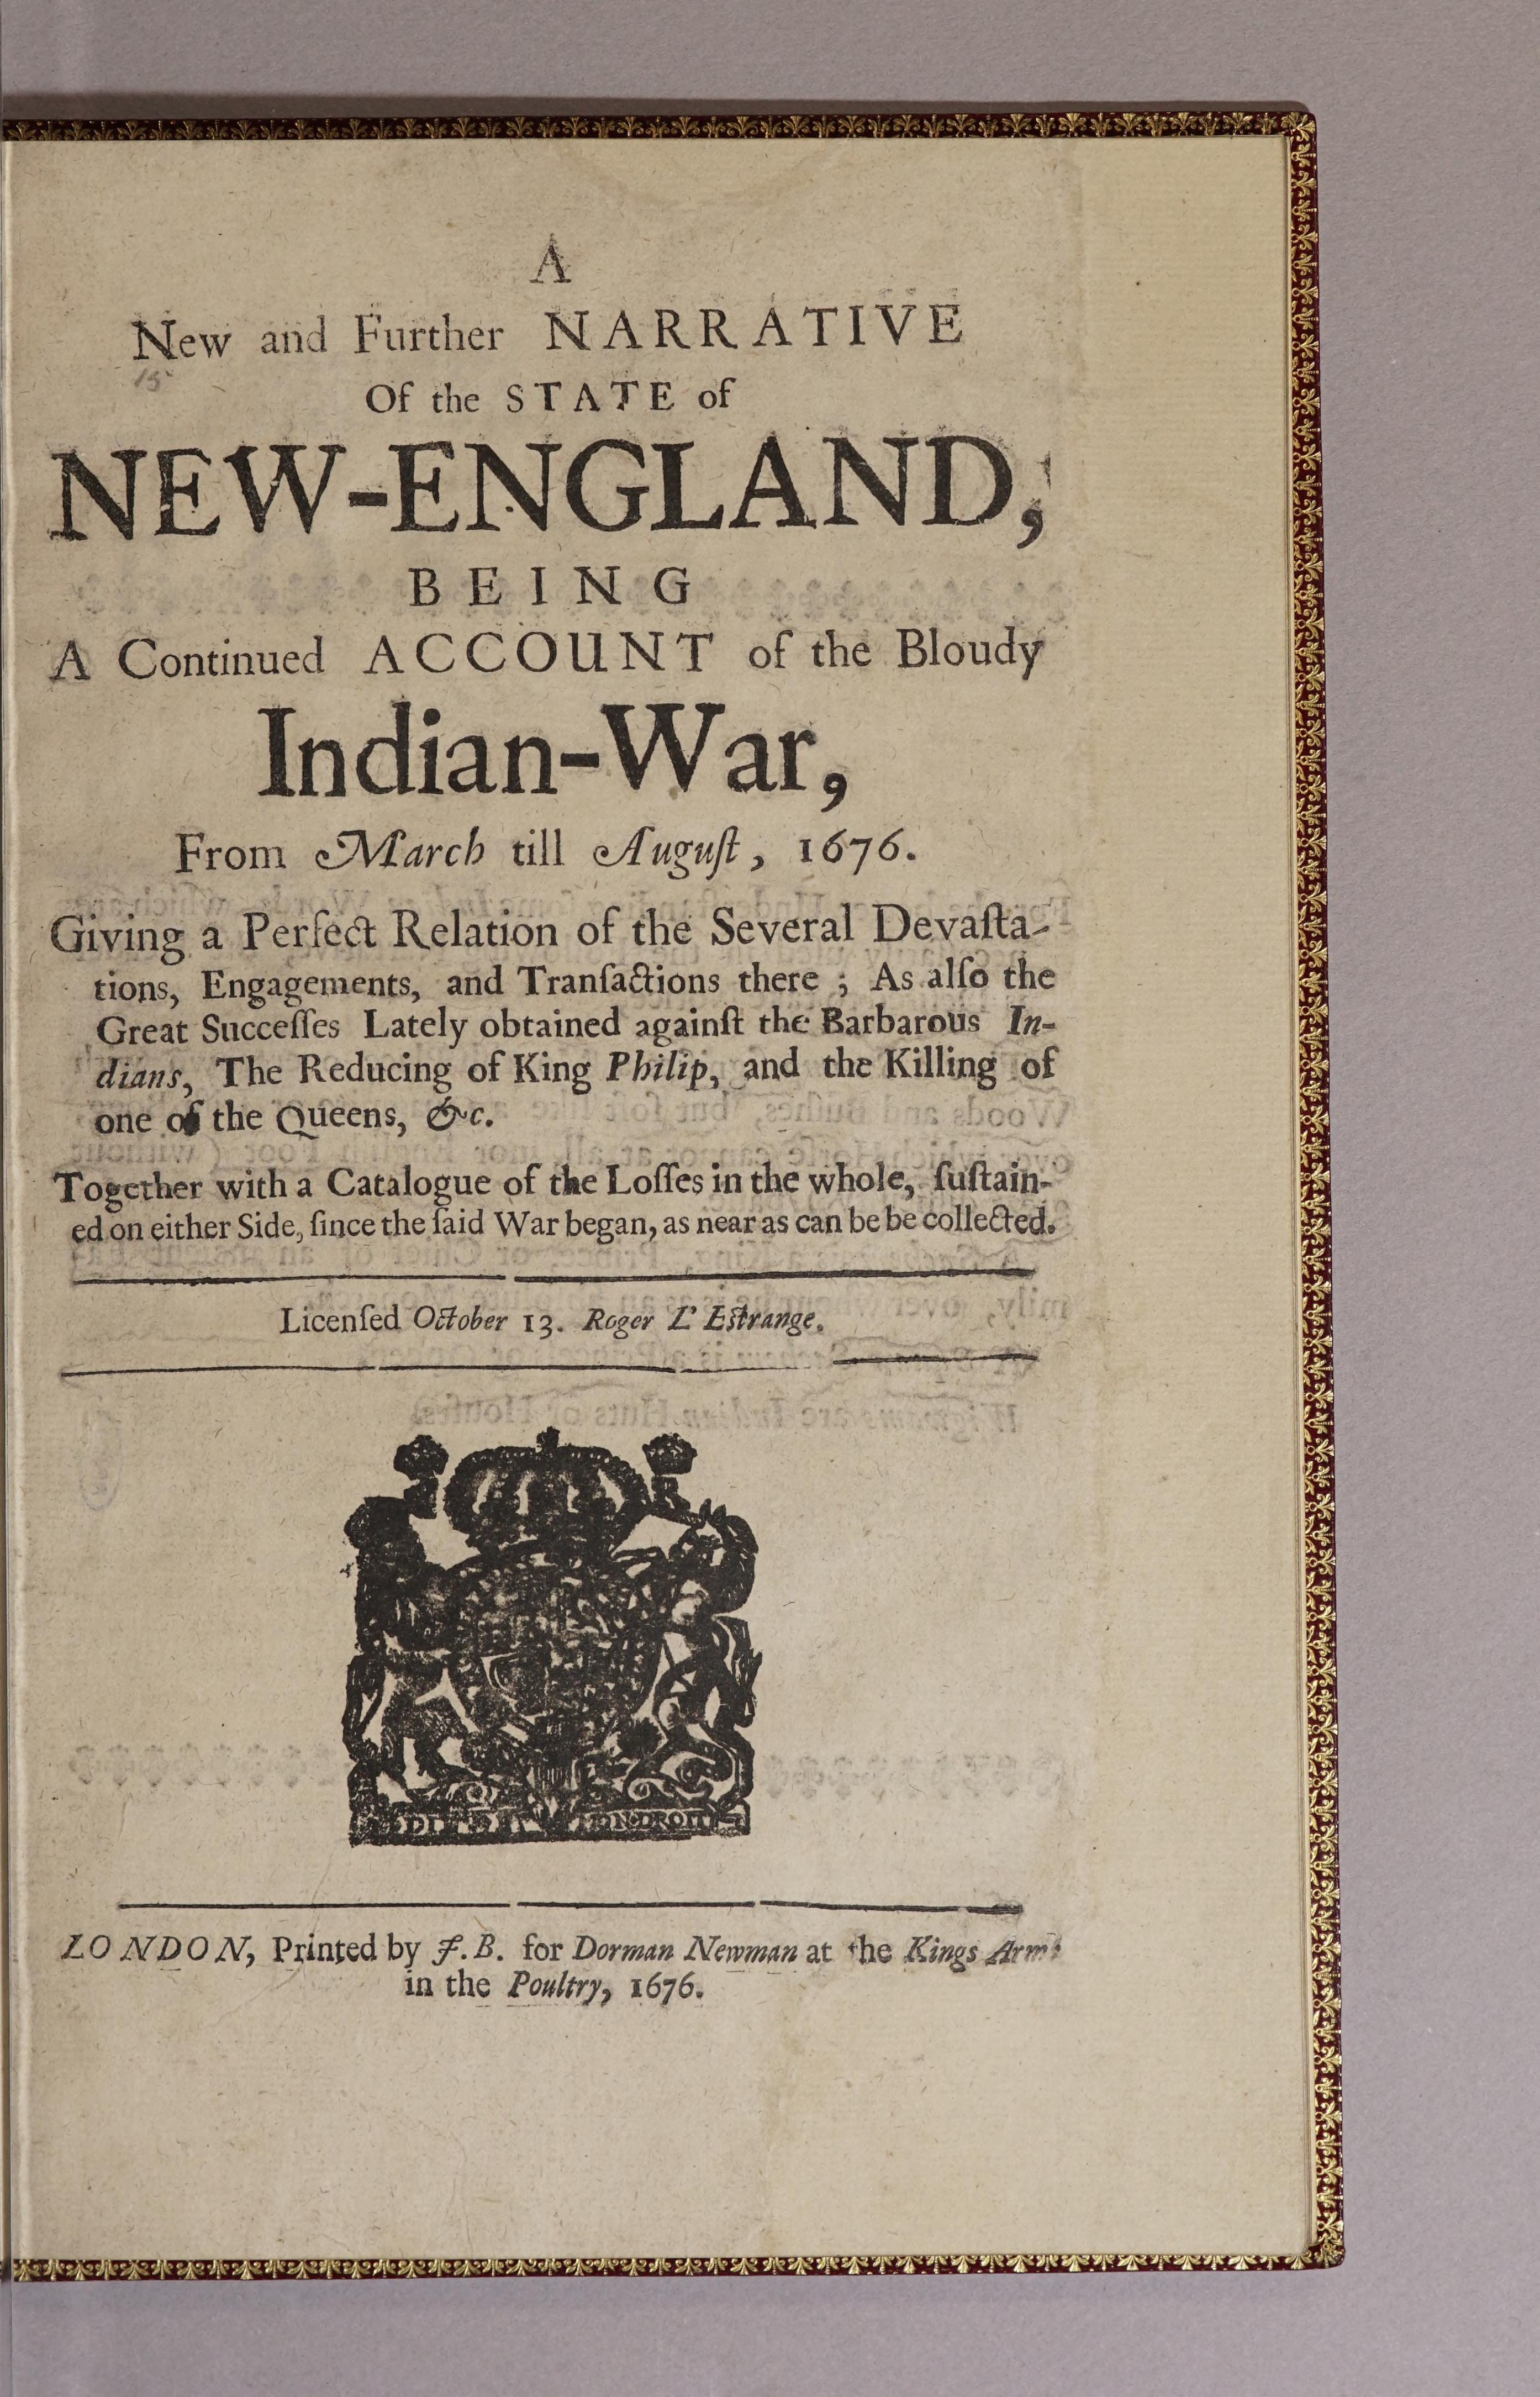 A
New and Further NARRATIVE
15
Of the STATE of
NEW-ENGLAND,
BEING
A Continued ACCOUNT of the Bloudy
Indian-War,
From March till Auguſt, 1676.
Giving a Perfect Relation of the Several Devaſta-
tions, Engagements, and Tranſactions there ; As alſo the
Great Succeſſes Lately obtained againſt the Barbarous In-
dians, The Reducing of King Philip, and the Killing of
one of the Queens, &c.
Together with a Catalogue of the Loſſes in the whole, ſuſtain-
ed on either Side, ſince the ſaid War began, as near as can be be collected.
Licenſed October 13. Roger L' Eſtrange.
DROIT
LONDON, Printed by J.B. for Dorman Newman at the Kings Arms
in the Poultry, 1676.